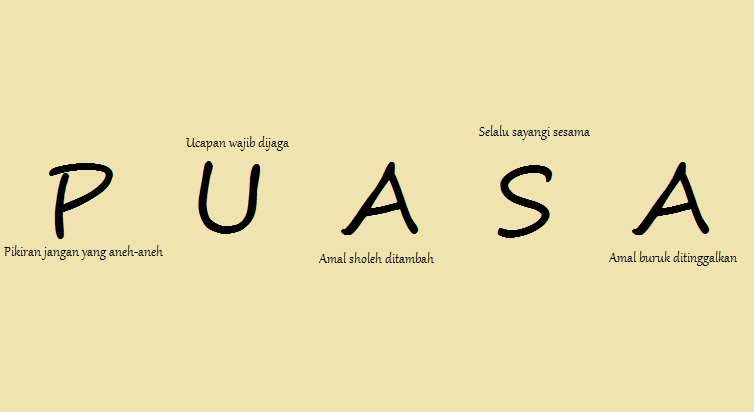 Selalu sayangi sesama
Ucapan wajib dijaga
P U A S A
Pikiran jangan yang aneh-aneh
Amal sholeh ditambah
Amal buruk ditinggalkan